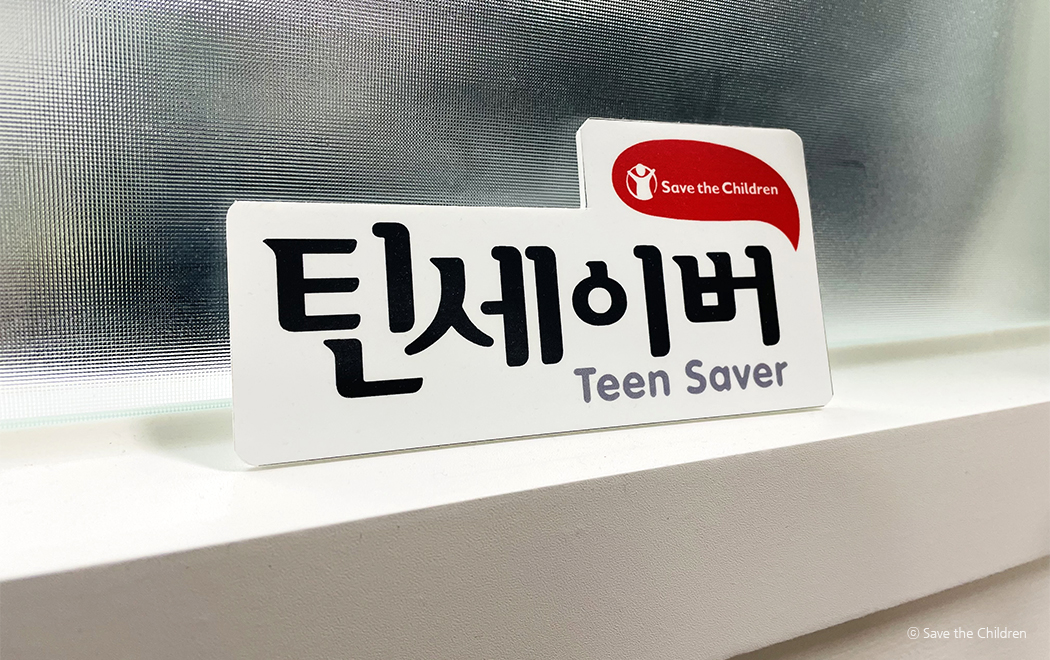 Save the Children
틴세이버
Teen Saver
ⓒ Save the Children